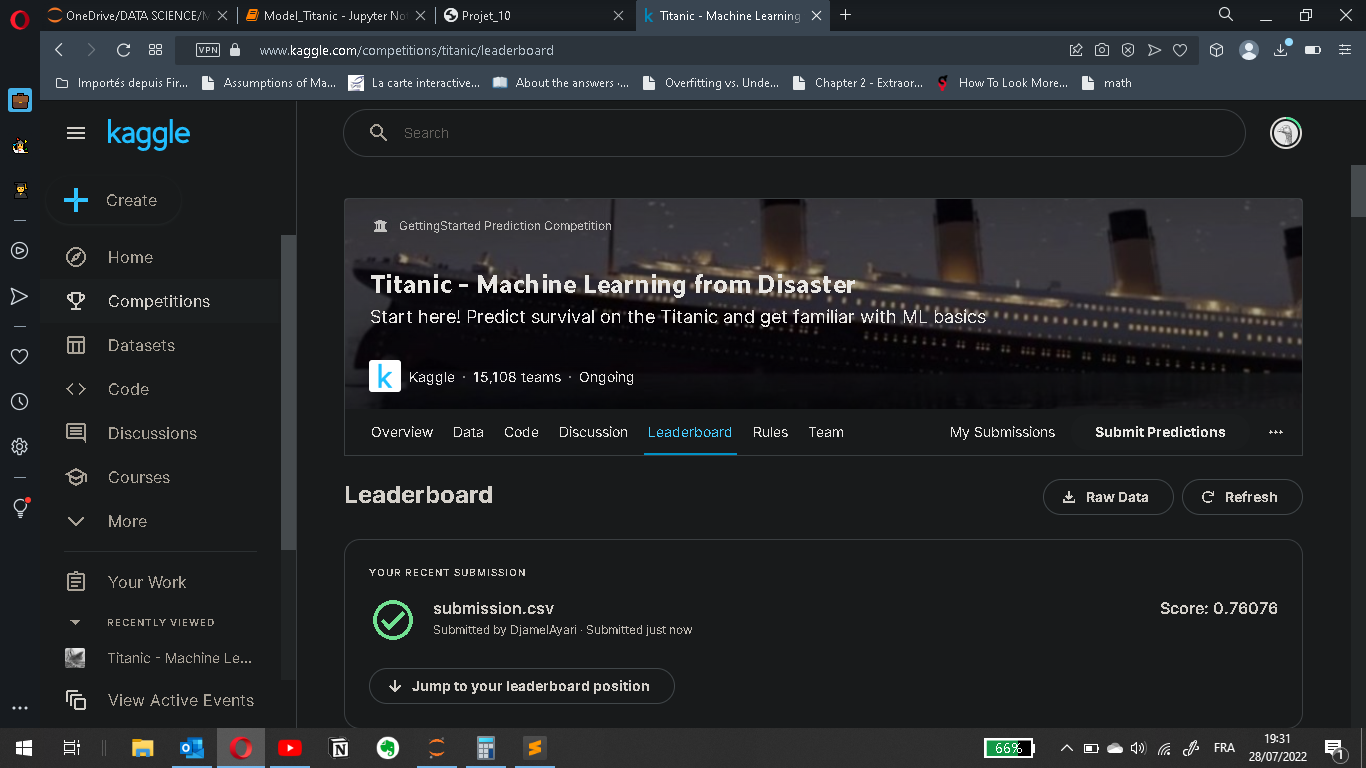 OneDrive/DATA SCIENCE/M
Model_Titanic - Jupyter Not
Projet_10
Titanic - Machine Learning
VPN
www.kaggle.com/competitions/titanic/leaderboard
Importés depuis Fir...
Assumptions of Ma...
La carte interactive...
About the answers ·...
Overfitting vs. Unde...
Chapter 2 - Extraor...
How To Look More...
math
kaggle
Search
Create
Home
Competitions
Datasets
Code
Discussions
Courses
More
Your Work
RECENTLY VIEWED
Titanic - Machine Le...
View Active Events
GettingStarted Prediction Competition
Titanic - Machine Learning from Disaster
Start here! Predict survival on the Titanic and get familiar with ML basics
k
Kaggle · 15,108 teams · Ongoing
Overview Data Code Discussion Leaderboard Rules Team My Submissions Submit Predictions
Leaderboard
Raw Data
Refresh
YOUR RECENT SUBMISSION
submission.csv
Score: 0.76076
Submitted by DjamelAyari · Submitted just now
Jump to your leaderboard position
66%
FRA
19:31
28/07/2022
1